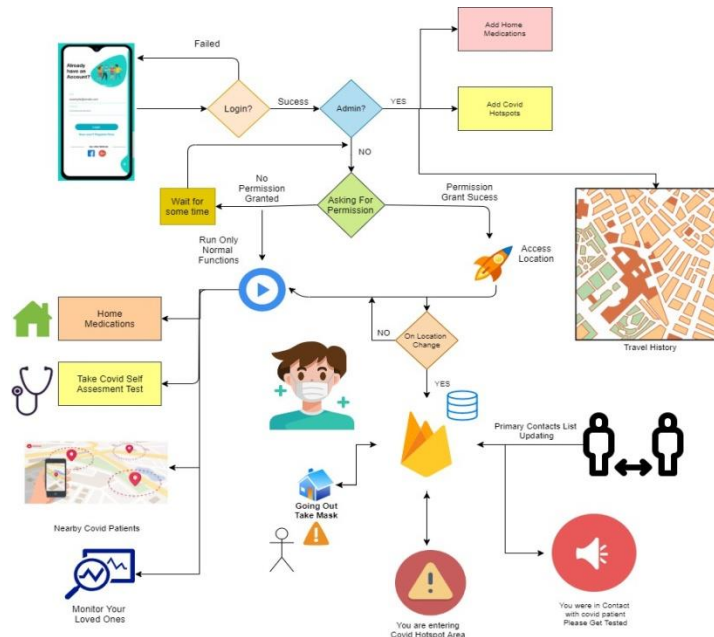 Failed
Add Home
Medications
Already
have an
Account?
Login?
Sucess
Admin?
YES
Add Covid
Hotspots
NO
No
Permission
Granted
Permission
Grant Sucess
Wait for
some time
Asking For
Permission
Run Only
Normal
Functions
Access
Location
Home
Medications
NO
On Location
Change
Travel History
Take Covid Self
Assesment Test
YES
Primary Contacts List
Updating
Going Out
Take Mask
Nearby Covid Patients
Monitor Your
Loved Ones
You are entering
Covid Hotspot Area
You were in Contact
with covid patient
Please Get Tested